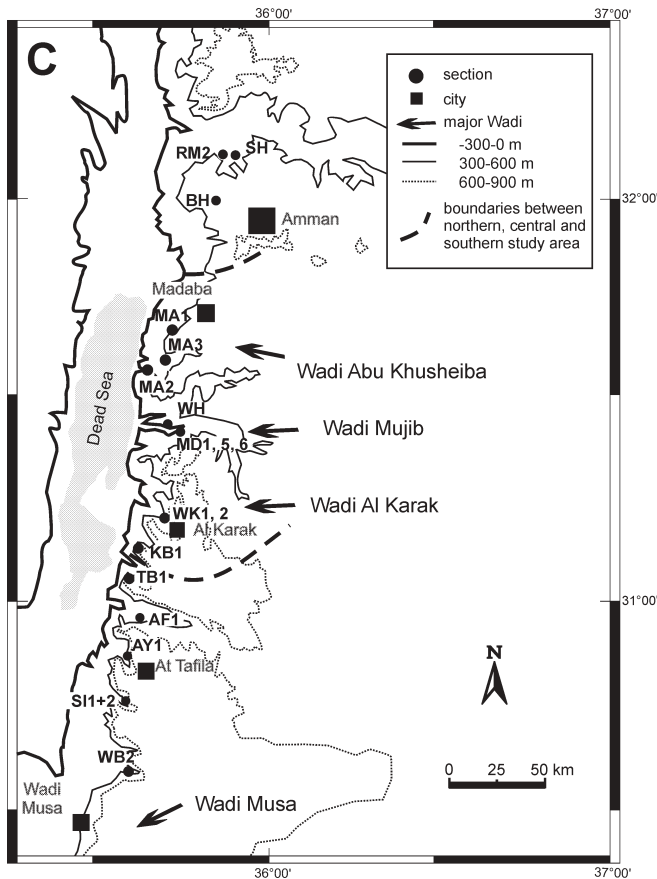 36°00'
37°00'
C
section
city
major Wadi
-300-0 m
300-600 m
600-900 m
boundaries between
northern, central and
southern study area
32°00'
RM2
SH
BH
Amman
Madaba
MA1
MA3
MA2
Wadi Abu Khusheiba
Dead Sea
WH
Wadi Mujib
MD1, 5, 6
WK1, 2
Wadi Al Karak
Al Karak
KB1
TB1
31°00'
AF1
AY1
At Tafila
N
SI1+2
WB2
0 25 50 km
Wadi
Musa
Wadi Musa
36°00'
37°00'